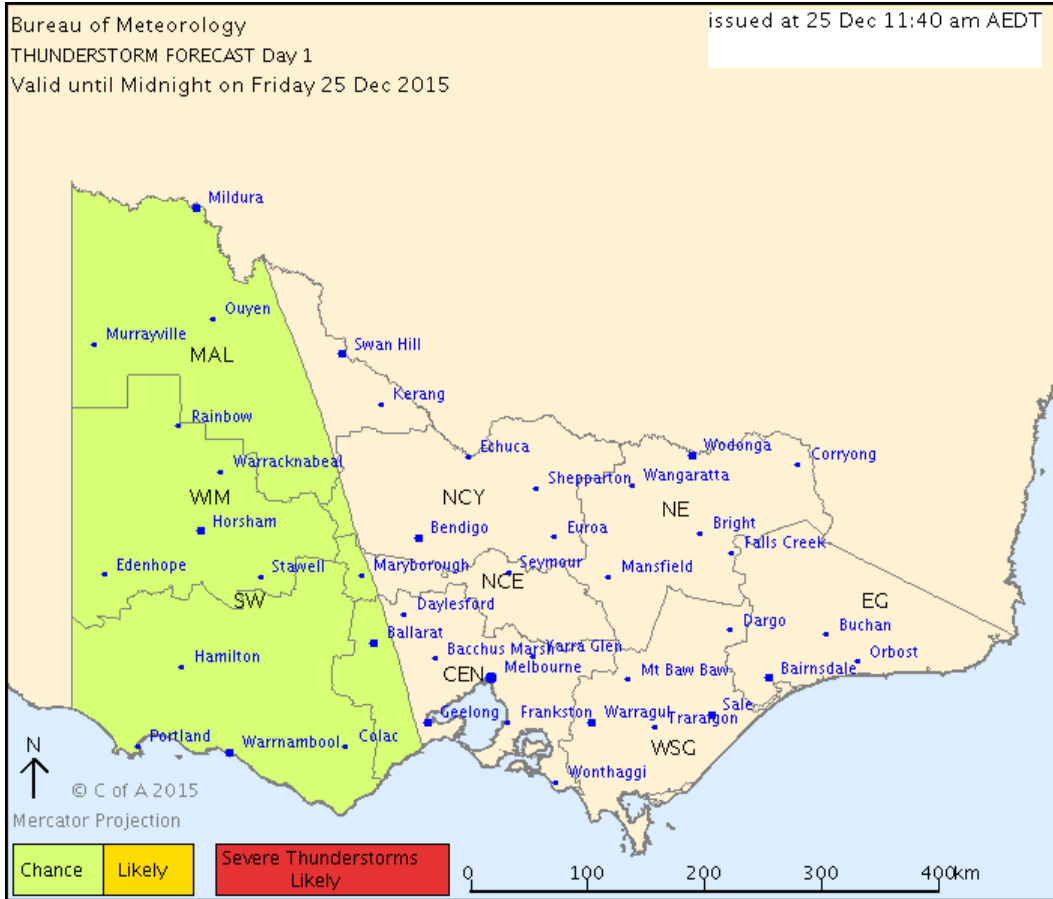 Bureau of Meteorology
issued at 25 Dec 11:40 am AEDT
THUNDERSTORM FORECAST Day 1
Valid until Midnight on Friday 25 Dec 2015
Mildura
Ouyen
Murrayville
MAL
Swan Hill
Kerang
Rainbow
Echuca
Wodonga
Corryong
Warracknabeal
Shepparton
Wangaratta
WIM
NCY
NE
Horsham
Bendigo
Euroa
Bright
Falls Creek
Edenhope
Stawell
Maryborough
Seymour
Mansfield
NCE
SW
EG
Daylesford
Dargo
Buchan
Ballarat
Hamilton
Bacchus Marsh
Yarra Glen
Orbost
CEN
Melbourne
Mt Baw Baw
Bairnsdale
Geelong
Frankston
Warragul
Traralgon
Sale
Portland
Warrnambool
Colac
WSG
N
Wonthaggi
© C of A 2015
Mercator Projection
Chance
Likely
Severe Thunderstorms
Likely
0 100 200 300 400km